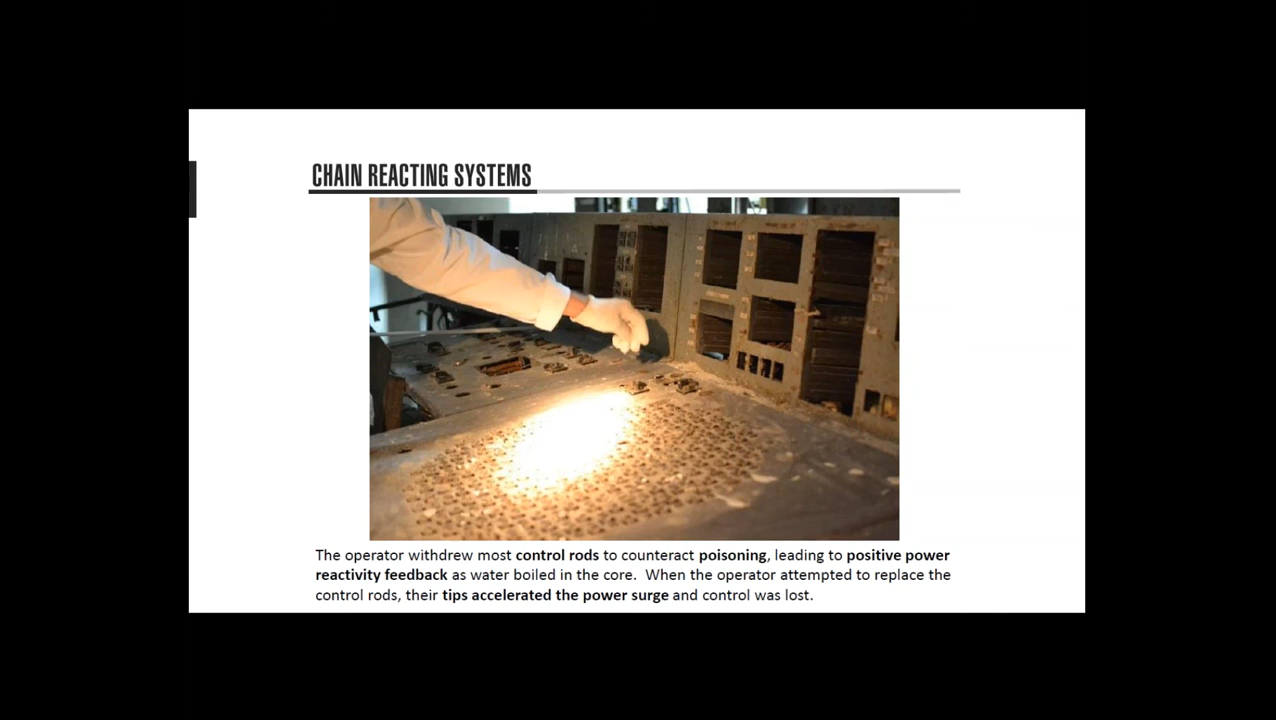 CHAIN REACTING SYSTEMS
The operator withdrew most control rods to counteract poisoning, leading to positive power
reactivity feedback as water boiled in the core. When the operator attempted to replace the
control rods, their tips accelerated the power surge and control was lost.